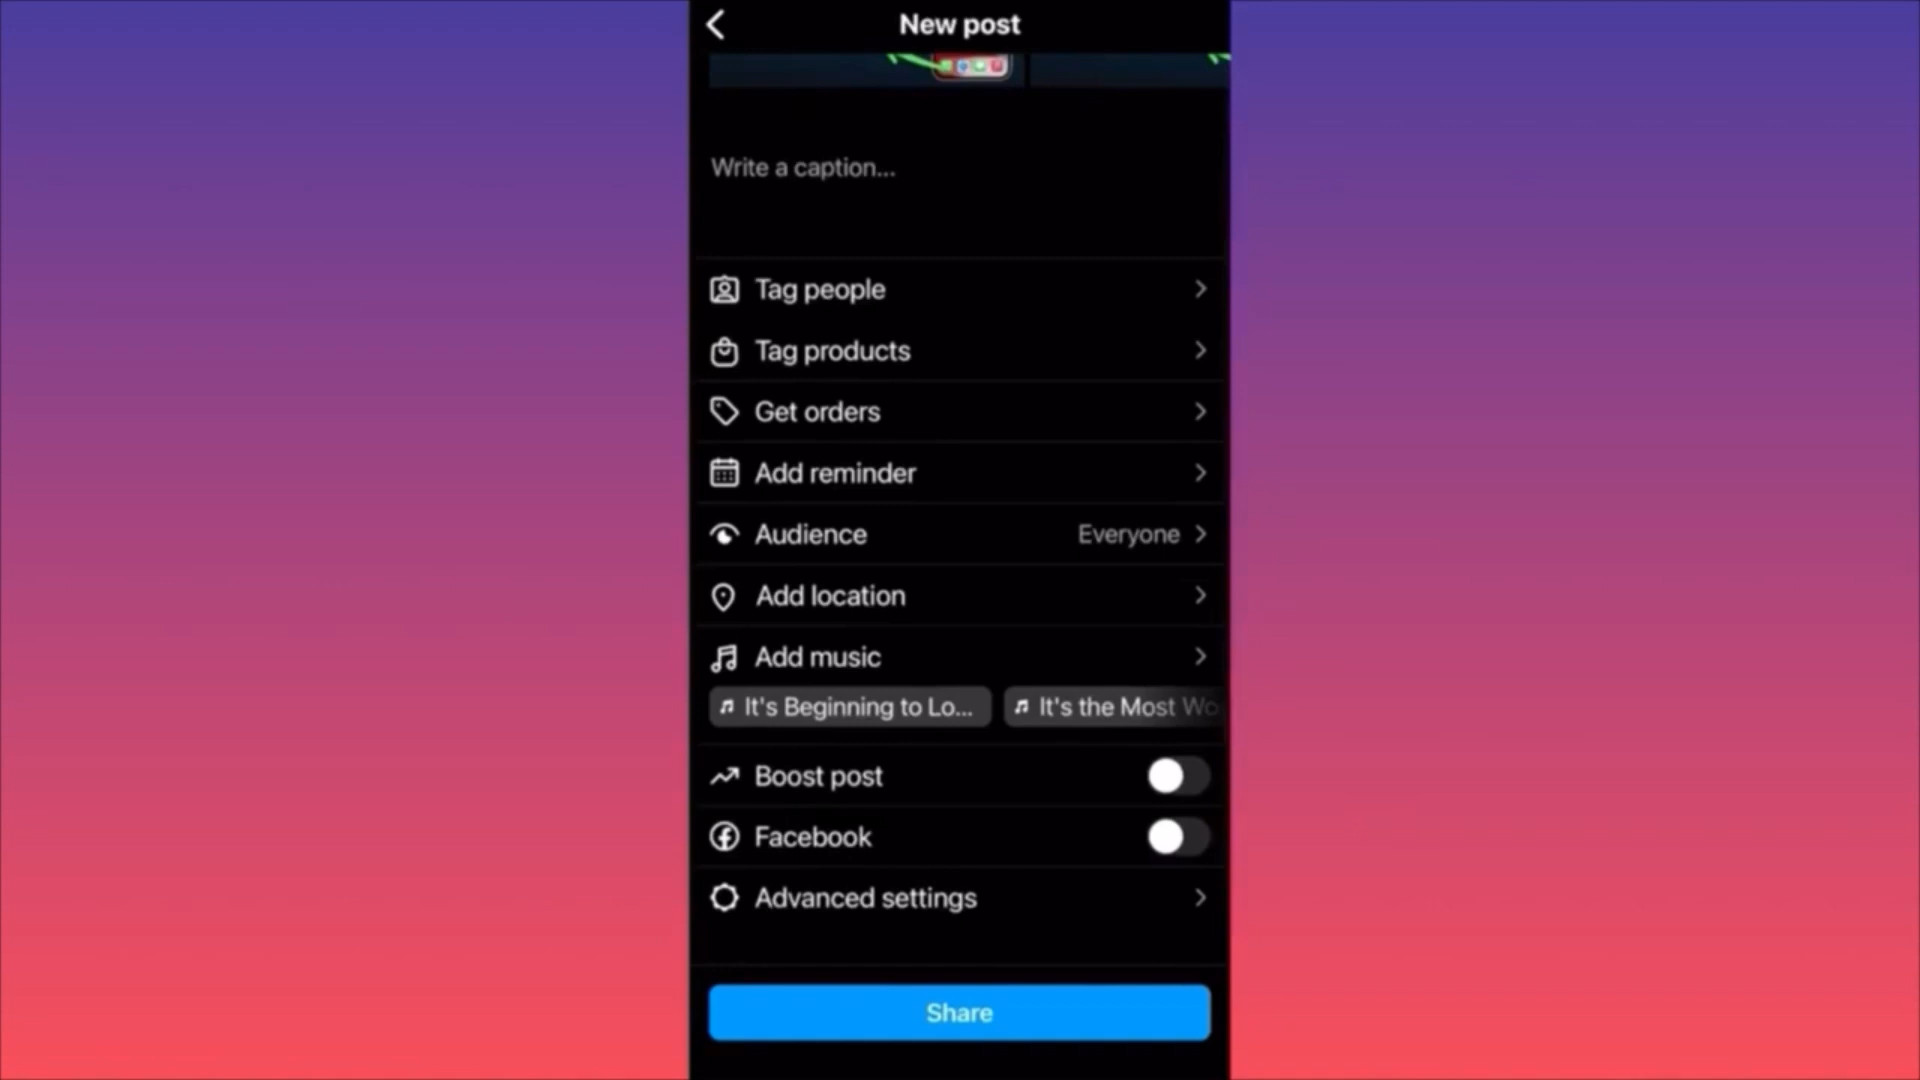 New post
Write a caption...
Tag people
Tag products
Get orders
Add reminder
Audience Everyone
Add location
Add music
It's Beginning to Lo... It's the Most Wo
Boost post
Facebook
Advanced settings
Share